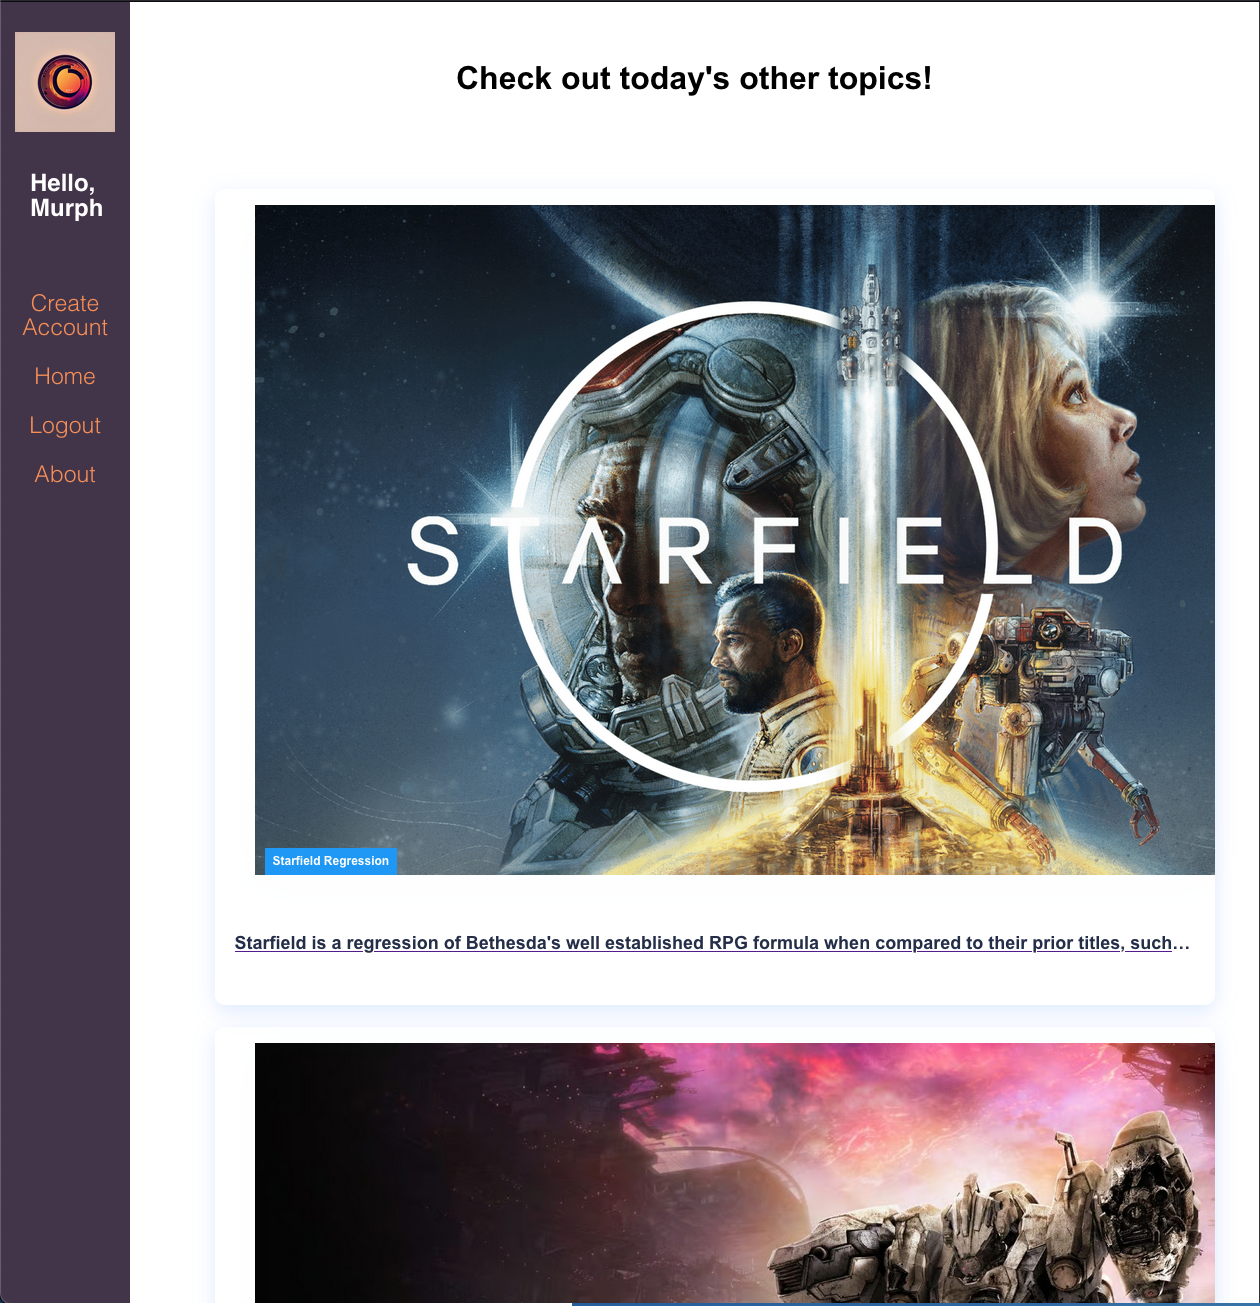 Check out today's other topics!
Hello,
Murph
Create
Account
Home
Logout
About
STARFIELD
Starfield Regression
Starfield is a regression of Bethesda's well established RPG formula when compared to their prior titles, such...